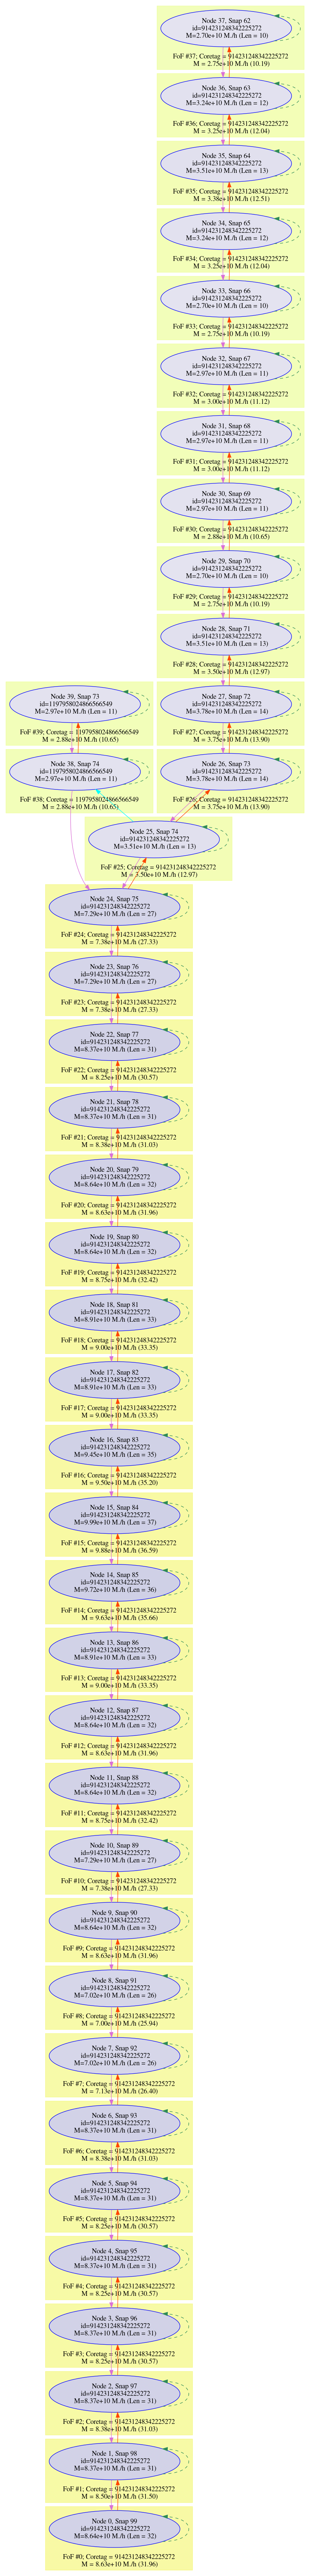 Node 37, Snap 62
id=914231248342225272
M=2.70e+10 M./h (Len = 10)
FoF #37; Coretag = 914231248342225272
M = 2.75e+10 M./h (10.19)
Node 36, Snap 63
id=914231248342225272
M=3.24e+10 M./h (Len = 12)
FoF #36; Coretag = 914231248342225272
M = 3.25e+10 M./h (12.04)
Node 35, Snap 64
id=914231248342225272
M=3.51e+10 M./h (Len = 13)
FoF #35; Coretag = 914231248342225272
M = 3.38e+10 M./h (12.51)
Node 34, Snap 65
id=914231248342225272
M=3.24e+10 M./h (Len = 12)
FoF #34; Coretag = 914231248342225272
M = 3.25e+10 M./h (12.04)
Node 33, Snap 66
id=914231248342225272
M=2.70e+10 M./h (Len = 10)
FoF #33; Coretag = 914231248342225272
M = 2.75e+10 M./h (10.19)
Node 32, Snap 67
id=914231248342225272
M=2.97e+10 M./h (Len = 11)
FoF #32; Coretag = 914231248342225272
M = 3.00e+10 M./h (11.12)
Node 31, Snap 68
id=914231248342225272
M=2.97e+10 M./h (Len = 11)
FoF #31; Coretag = 914231248342225272
M = 3.00e+10 M./h (11.12)
Node 30, Snap 69
id=914231248342225272
M=2.97e+10 M./h (Len = 11)
FoF #30; Coretag = 914231248342225272
M = 2.88e+10 M./h (10.65)
Node 29, Snap 70
id=914231248342225272
M=2.70e+10 M./h (Len = 10)
FoF #29; Coretag = 914231248342225272
M = 2.75e+10 M./h (10.19)
Node 28, Snap 71
id=914231248342225272
M=3.51e+10 M./h (Len = 13)
FoF #28; Coretag = 914231248342225272
M = 3.50e+10 M./h (12.97)
Node 39, Snap 73
id=1197958024866566549
M=2.97e+10 M./h (Len = 11)
FoF #39; Coretag = 1197958024866566549
M = 2.88e+10 M./h (10.65)
Node 27, Snap 72
id=914231248342225272
M=3.78e+10 M./h (Len = 14)
FoF #27; Coretag = 914231248342225272
M = 3.75e+10 M./h (13.90)
Node 38, Snap 74
id=1197958024866566549
M=2.97e+10 M./h (Len = 11)
FoF #38; Coretag = 1197958024866566549
M = 2.88e+10 M./h (10.65)
Node 26, Snap 73
id=914231248342225272
M=3.78e+10 M./h (Len = 14)
FoF #26; Coretag = 914231248342225272
M = 3.75e+10 M./h (13.90)
Node 25, Snap 74
id=914231248342225272
M=3.51e+10 M./h (Len = 13)
FoF #25; Coretag = 914231248342225272
M = 3.50e+10 M./h (12.97)
Node 24, Snap 75
id=914231248342225272
M=7.29e+10 M./h (Len = 27)
FoF #24; Coretag = 914231248342225272
M = 7.38e+10 M./h (27.33)
Node 23, Snap 76
id=914231248342225272
M=7.29e+10 M./h (Len = 27)
FoF #23; Coretag = 914231248342225272
M = 7.38e+10 M./h (27.33)
Node 22, Snap 77
id=914231248342225272
M=8.37e+10 M./h (Len = 31)
FoF #22; Coretag = 914231248342225272
M = 8.25e+10 M./h (30.57)
Node 21, Snap 78
id=914231248342225272
M=8.37e+10 M./h (Len = 31)
FoF #21; Coretag = 914231248342225272
M = 8.38e+10 M./h (31.03)
Node 20, Snap 79
id=914231248342225272
M=8.64e+10 M./h (Len = 32)
FoF #20; Coretag = 914231248342225272
M = 8.63e+10 M./h (31.96)
Node 19, Snap 80
id=914231248342225272
M=8.64e+10 M./h (Len = 32)
FoF #19; Coretag = 914231248342225272
M = 8.75e+10 M./h (32.42)
Node 18, Snap 81
id=914231248342225272
M=8.91e+10 M./h (Len = 33)
FoF #18; Coretag = 914231248342225272
M = 9.00e+10 M./h (33.35)
Node 17, Snap 82
id=914231248342225272
M=8.91e+10 M./h (Len = 33)
FoF #17; Coretag = 914231248342225272
M = 9.00e+10 M./h (33.35)
Node 16, Snap 83
id=914231248342225272
M=9.45e+10 M./h (Len = 35)
FoF #16; Coretag = 914231248342225272
M = 9.50e+10 M./h (35.20)
Node 15, Snap 84
id=914231248342225272
M=9.99e+10 M./h (Len = 37)
FoF #15; Coretag = 914231248342225272
M = 9.88e+10 M./h (36.59)
Node 14, Snap 85
id=914231248342225272
M=9.72e+10 M./h (Len = 36)
FoF #14; Coretag = 914231248342225272
M = 9.63e+10 M./h (35.66)
Node 13, Snap 86
id=914231248342225272
M=8.91e+10 M./h (Len = 33)
FoF #13; Coretag = 914231248342225272
M = 9.00e+10 M./h (33.35)
Node 12, Snap 87
id=914231248342225272
M=8.64e+10 M./h (Len = 32)
FoF #12; Coretag = 914231248342225272
M = 8.63e+10 M./h (31.96)
Node 11, Snap 88
id=914231248342225272
M=8.64e+10 M./h (Len = 32)
FoF #11; Coretag = 914231248342225272
M = 8.75e+10 M./h (32.42)
Node 10, Snap 89
id=914231248342225272
M=7.29e+10 M./h (Len = 27)
FoF #10; Coretag = 914231248342225272
M = 7.38e+10 M./h (27.33)
Node 9, Snap 90
id=914231248342225272
M=8.64e+10 M./h (Len = 32)
FoF #9; Coretag = 914231248342225272
M = 8.63e+10 M./h (31.96)
Node 8, Snap 91
id=914231248342225272
M=7.02e+10 M./h (Len = 26)
FoF #8; Coretag = 914231248342225272
M = 7.00e+10 M./h (25.94)
Node 7, Snap 92
id=914231248342225272
M=7.02e+10 M./h (Len = 26)
FoF #7; Coretag = 914231248342225272
M = 7.13e+10 M./h (26.40)
Node 6, Snap 93
id=914231248342225272
M=8.37e+10 M./h (Len = 31)
FoF #6; Coretag = 914231248342225272
M = 8.38e+10 M./h (31.03)
Node 5, Snap 94
id=914231248342225272
M=8.37e+10 M./h (Len = 31)
FoF #5; Coretag = 914231248342225272
M = 8.25e+10 M./h (30.57)
Node 4, Snap 95
id=914231248342225272
M=8.37e+10 M./h (Len = 31)
FoF #4; Coretag = 914231248342225272
M = 8.25e+10 M./h (30.57)
Node 3, Snap 96
id=914231248342225272
M=8.37e+10 M./h (Len = 31)
FoF #3; Coretag = 914231248342225272
M = 8.25e+10 M./h (30.57)
Node 2, Snap 97
id=914231248342225272
M=8.37e+10 M./h (Len = 31)
FoF #2; Coretag = 914231248342225272
M = 8.38e+10 M./h (31.03)
Node 1, Snap 98
id=914231248342225272
M=8.37e+10 M./h (Len = 31)
FoF #1; Coretag = 914231248342225272
M = 8.50e+10 M./h (31.50)
Node 0, Snap 99
id=914231248342225272
M=8.64e+10 M./h (Len = 32)
FoF #0; Coretag = 914231248342225272
M = 8.63e+10 M./h (31.96)